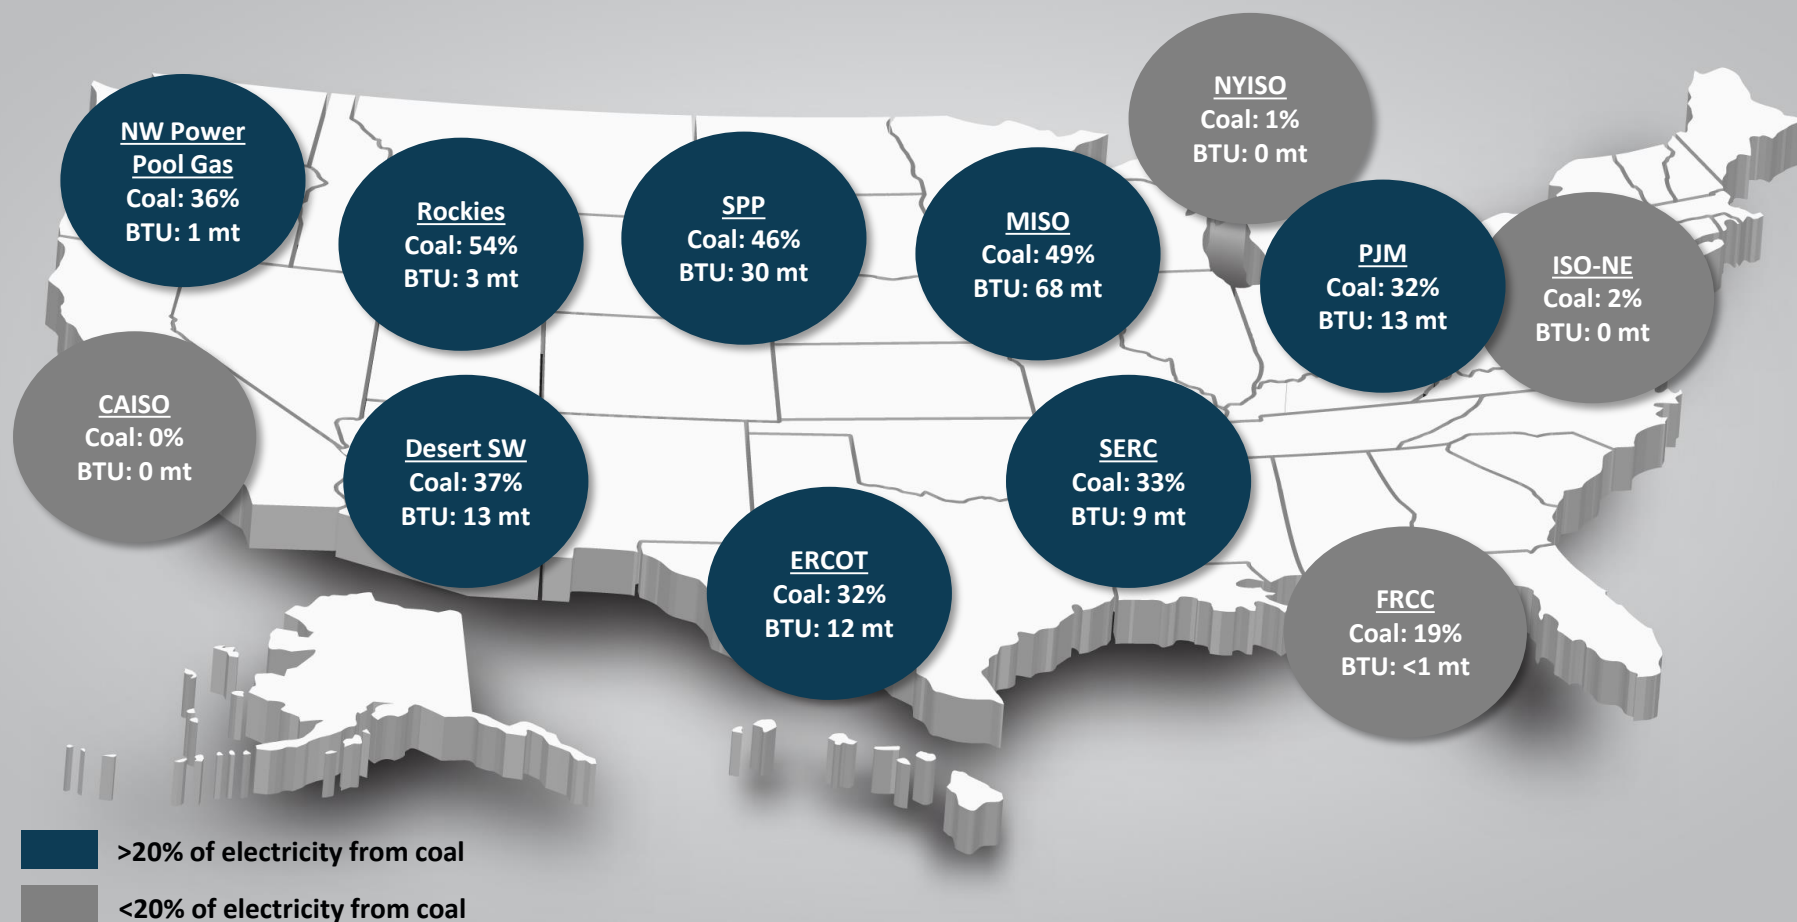 NW Power
Pool Gas
Coal: 36%
BTU: 1 mt
Rockies
Coal: 54%
BTU: 3 mt
SPP
Coal: 46%
BTU: 30 mt
MISO
Coal: 49%
BTU: 68 mt
NYISO
Coal: 1%
BTU: 0 mt
PJM
Coal: 32%
BTU: 13 mt
ISO-NE
Coal: 2%
BTU: 0 mt
CAISO
Coal: 0%
BTU: 0 mt
Desert SW
Coal: 37%
BTU: 13 mt
ERCOT
Coal: 32%
BTU: 12 mt
SERC
Coal: 33%
BTU: 9 mt
FRCC
Coal: 19%
BTU: <1 mt
>20% of electricity from coal
<20% of electricity from coal